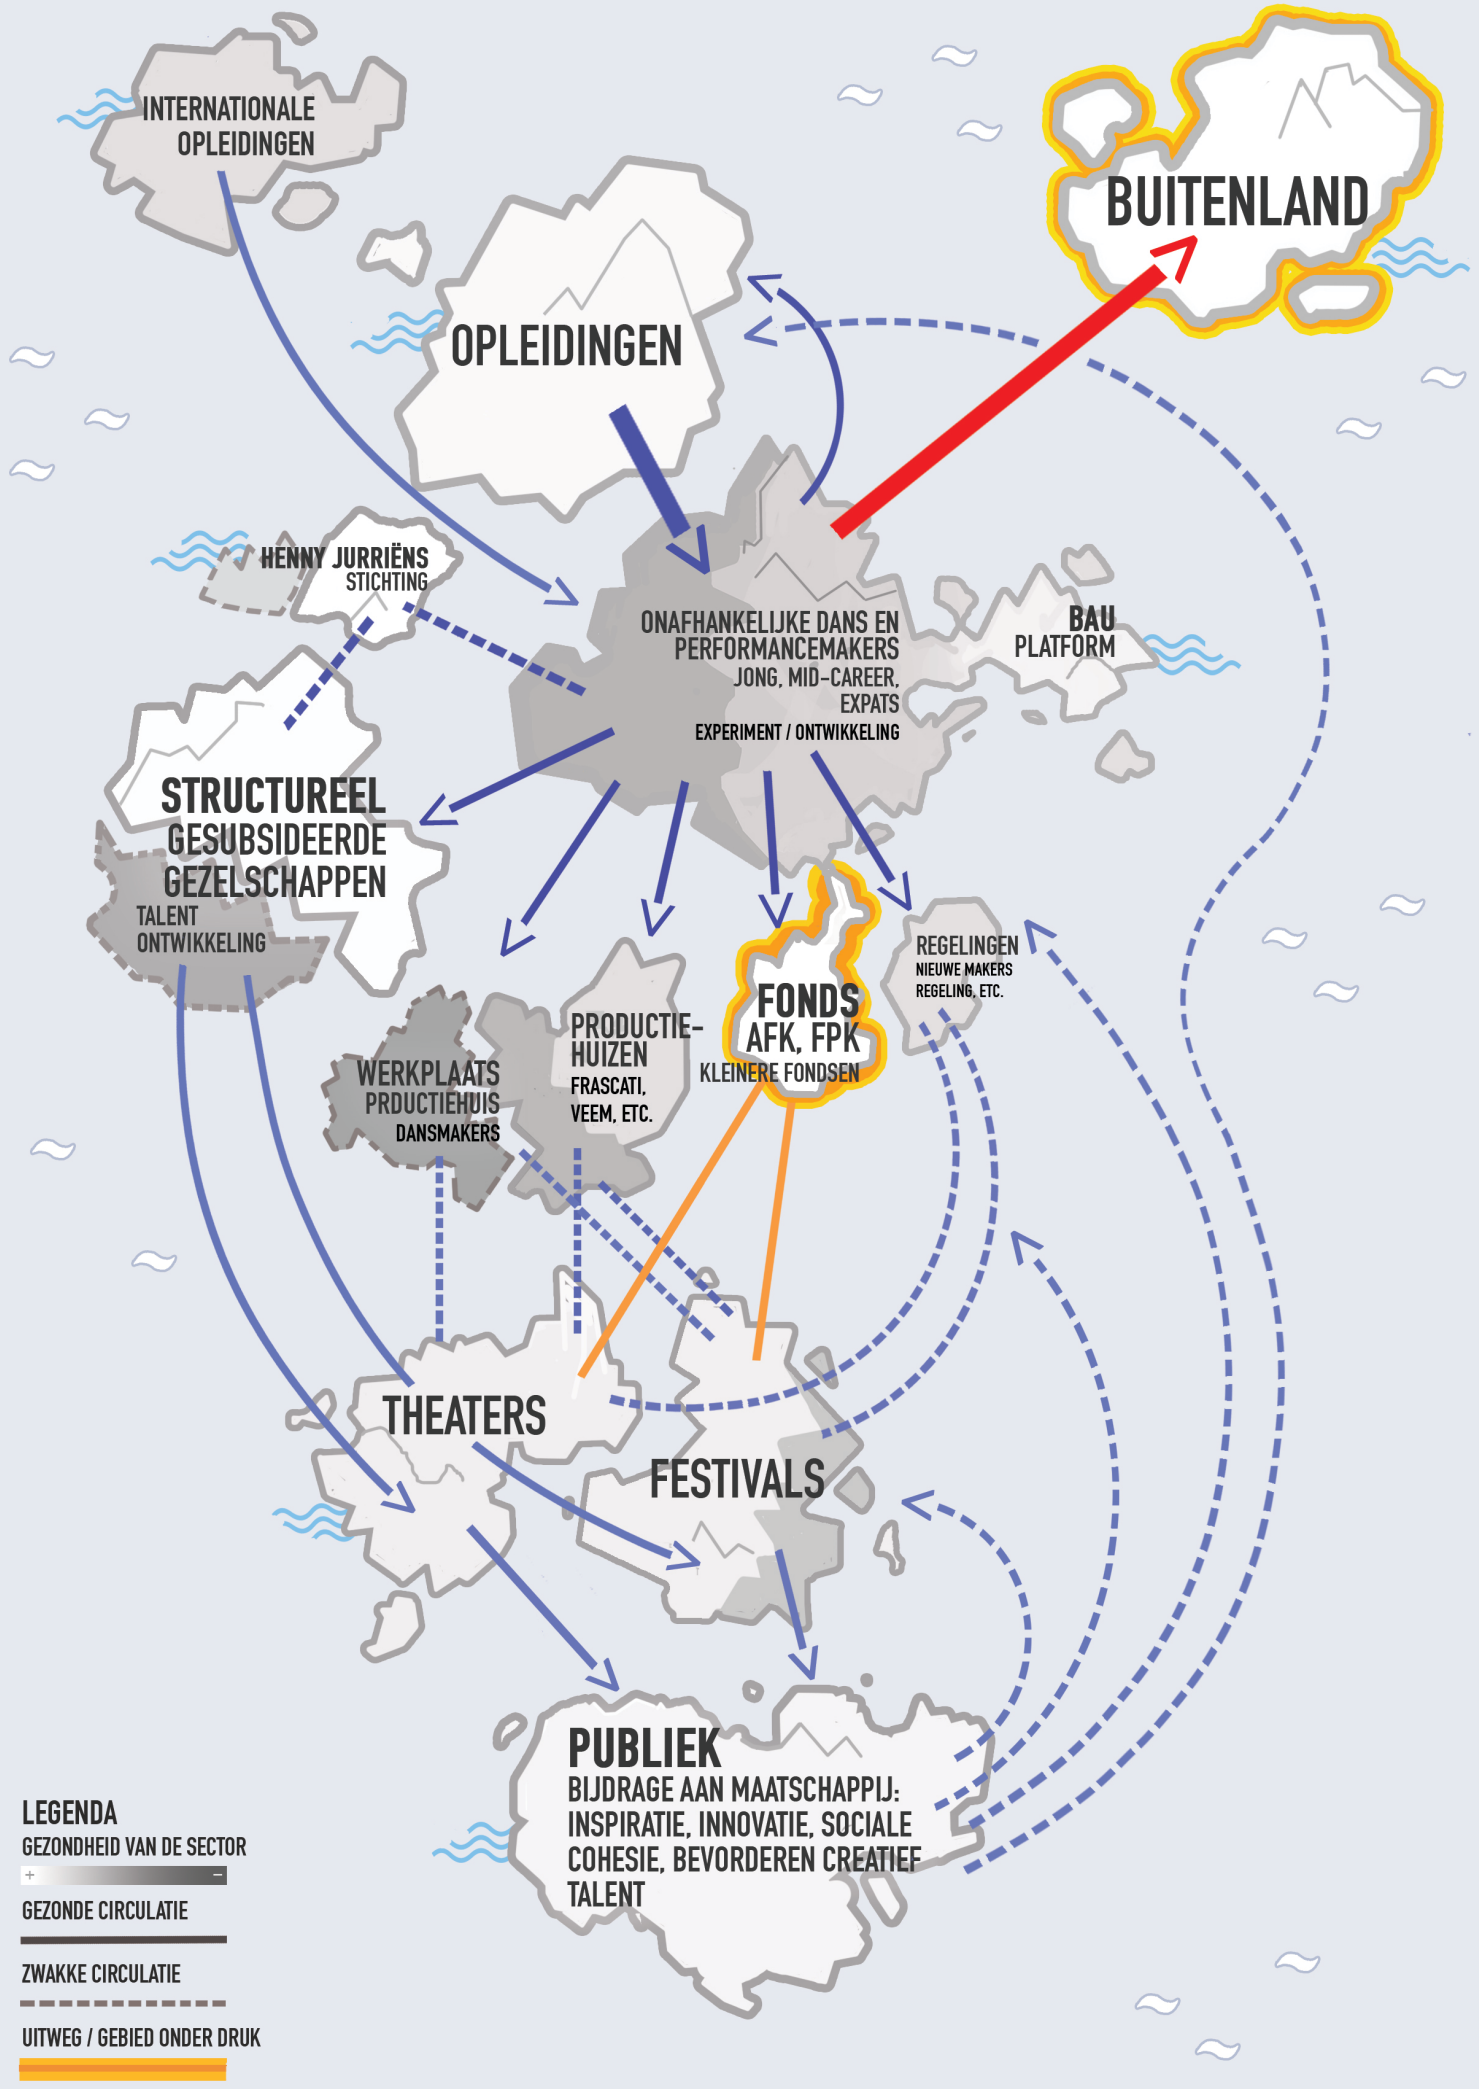 INTERNATIONALE
OPLEIDINGEN
BUITENLAND
OPLEIDINGEN
HENNY JURRIËNS
STICHTING
ONAFHANKELIJKE DANS EN
PERFORMANCEMAKERS
JONG, MID-CAREER,
EXPATS
EXPERIMENT / ONTWIKKELING
BAU
PLATFORM
STRUCTUREEL
GESUBSIDEERDE
GEZELSCHAPPEN
TALENT
ONTWIKKELING
REGELINGEN
NIEUWE MAKERS
REGELING, ETC.
FONDS
AFK, FPK
KLEINERE FONDSEN
PRODUCTIE-
HUIZEN
FRASCATI,
VEEM, ETC.
WERKPLAATS
PRDUCTIEHUIS
DANSMAKERS
THEATERS
FESTIVALS
PUBLIEK
BIJDRAGE AAN MAATSCHAPPIJ:
INSPIRATIE, INNOVATIE, SOCIALE
COHESIE, BEVORDEREN CREATIEF
TALENT
LEGENDA
GEZONDHEID VAN DE SECTOR
+ −
GEZONDE CIRCULATIE
ZWAKKE CIRCULATIE
UITWEG / GEBIED ONDER DRUK